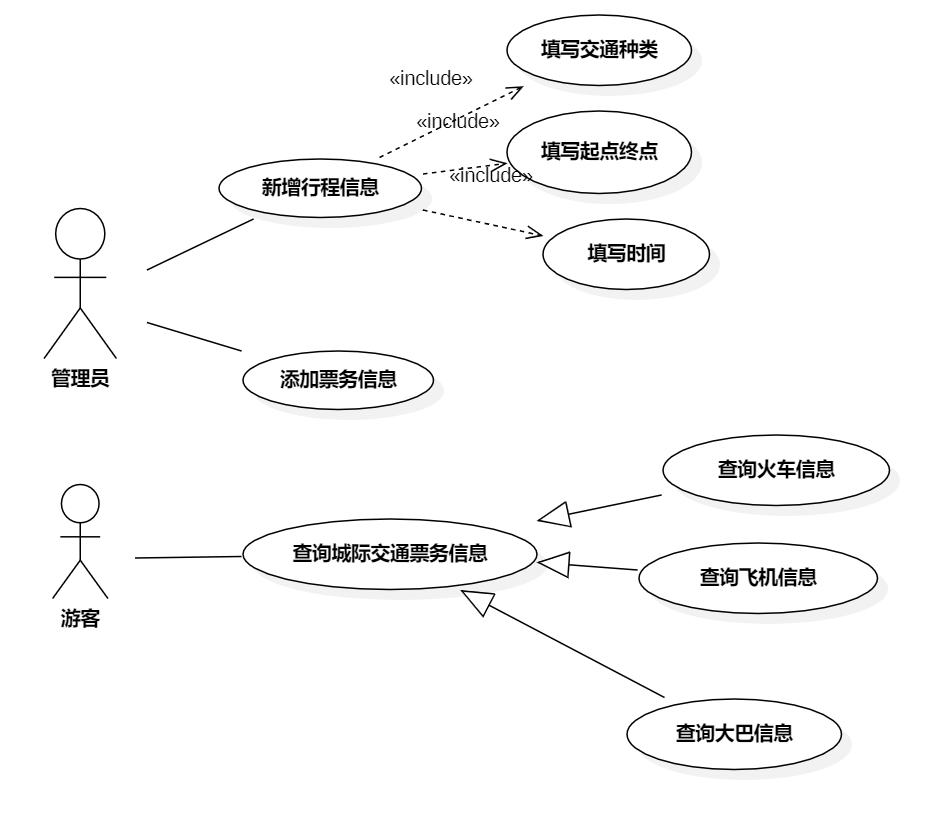 填写交通种类
«include»
«include»
填写起点终点
«include»
新增行程信息
填写时间
管理员
添加票务信息
查询火车信息
查询城际交通票务信息
查询飞机信息
游客
查询大巴信息